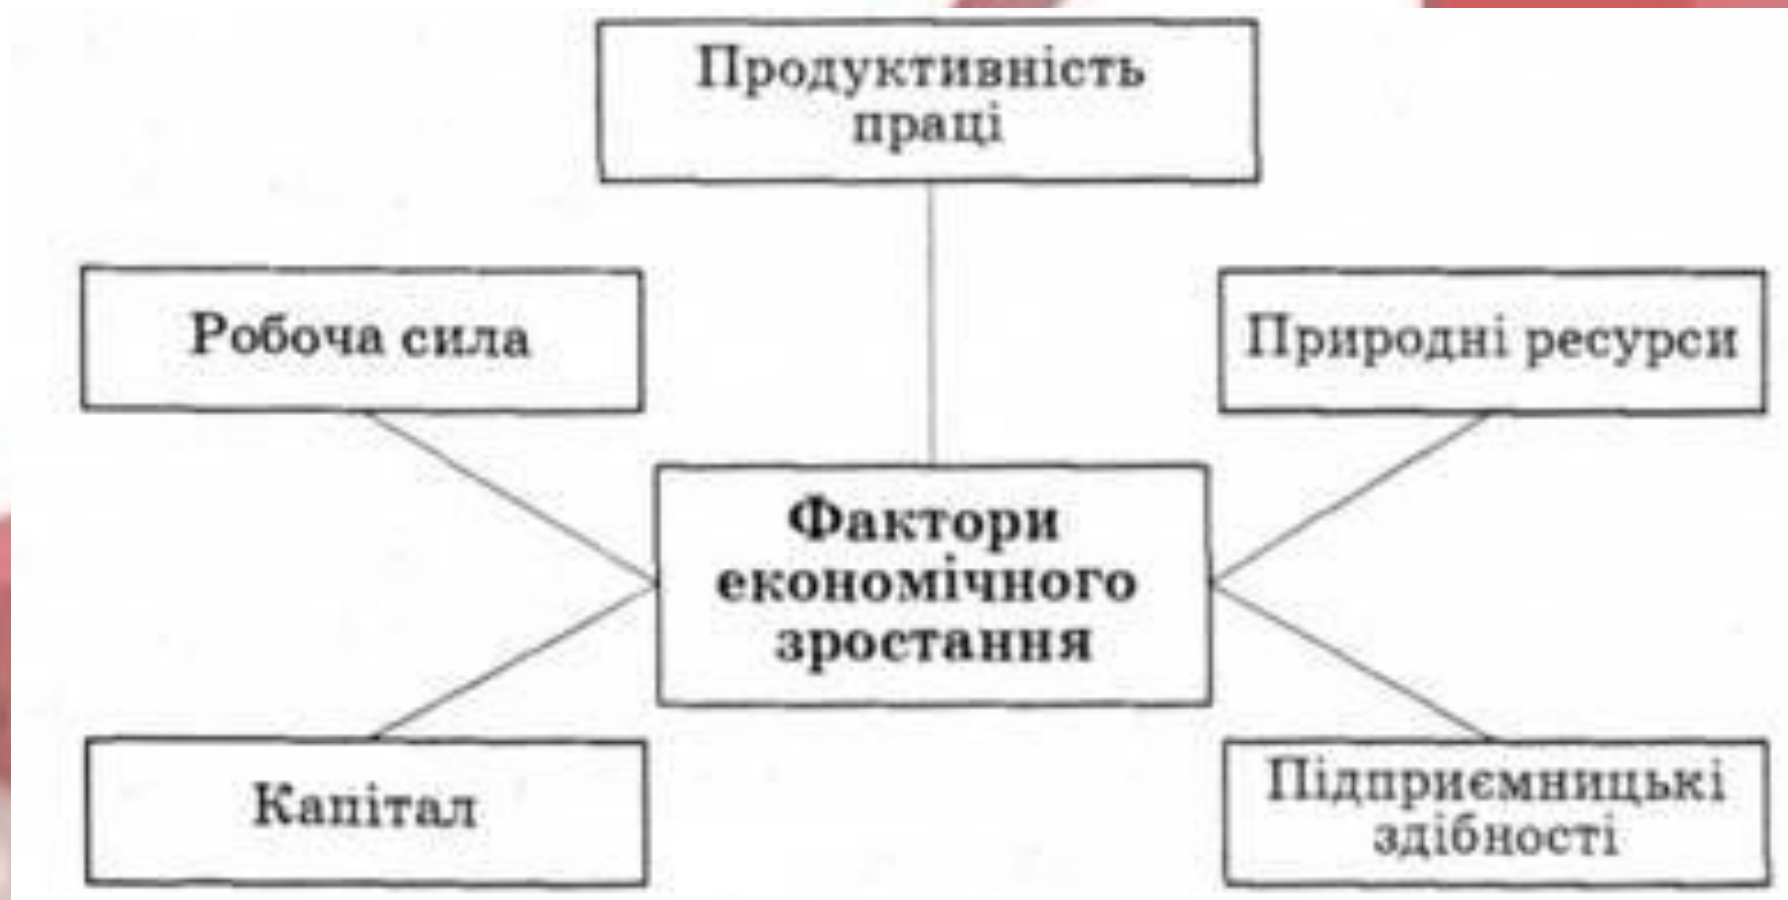 Продуктивність
праці
Робоча сила
Природні ресурси
Фактори
економічного
зростання
Капітал
Підприємницькі
здібності